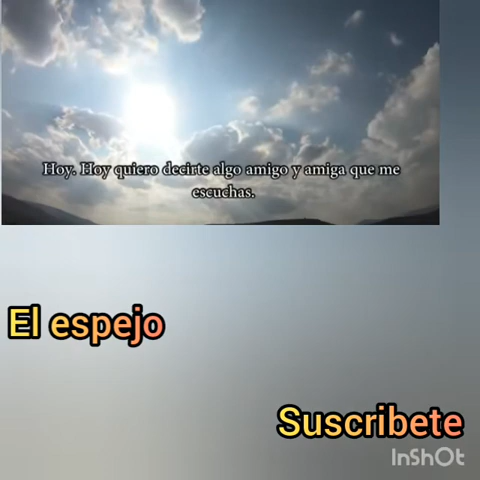 Hoy. Hoy quiero decirte algo amigo y amiga que me
escuchas.
El espejo
Suscribete
InShOt